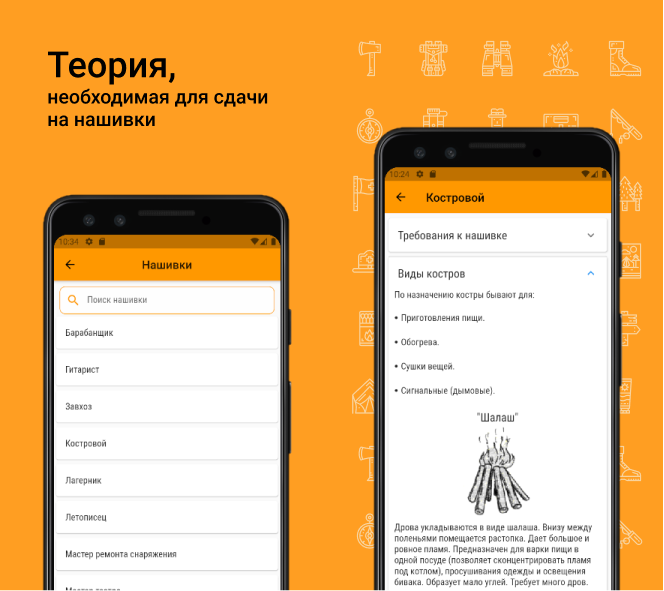 Теория,
необходимая для сдачи
на нашивки
10:34
Нашивки
Поиск нашивки
Барабанщик
Гитарист
Завхоз
Костровой
Лагерник
Летописец
Мастер ремонта снаряжения
10:24
Костровой
Требования к нашивке
Виды костров
По назначению костры бывают для:
• Приготовления пищи.
• Обогрева.
• Сушки вещей.
• Сигнальные (дымовые).
"Шалаш"
Дрова укладываются в виде шалаша. Внизу между
поленьями помещается растопка. Дает большое и
ровное пламя. Предназначен для варки пищи в
одной посуде (позволяет сконцентрировать пламя
под котлом), просушивания одежды и освещения
бивака. Образует мало углей. Требует много дров.